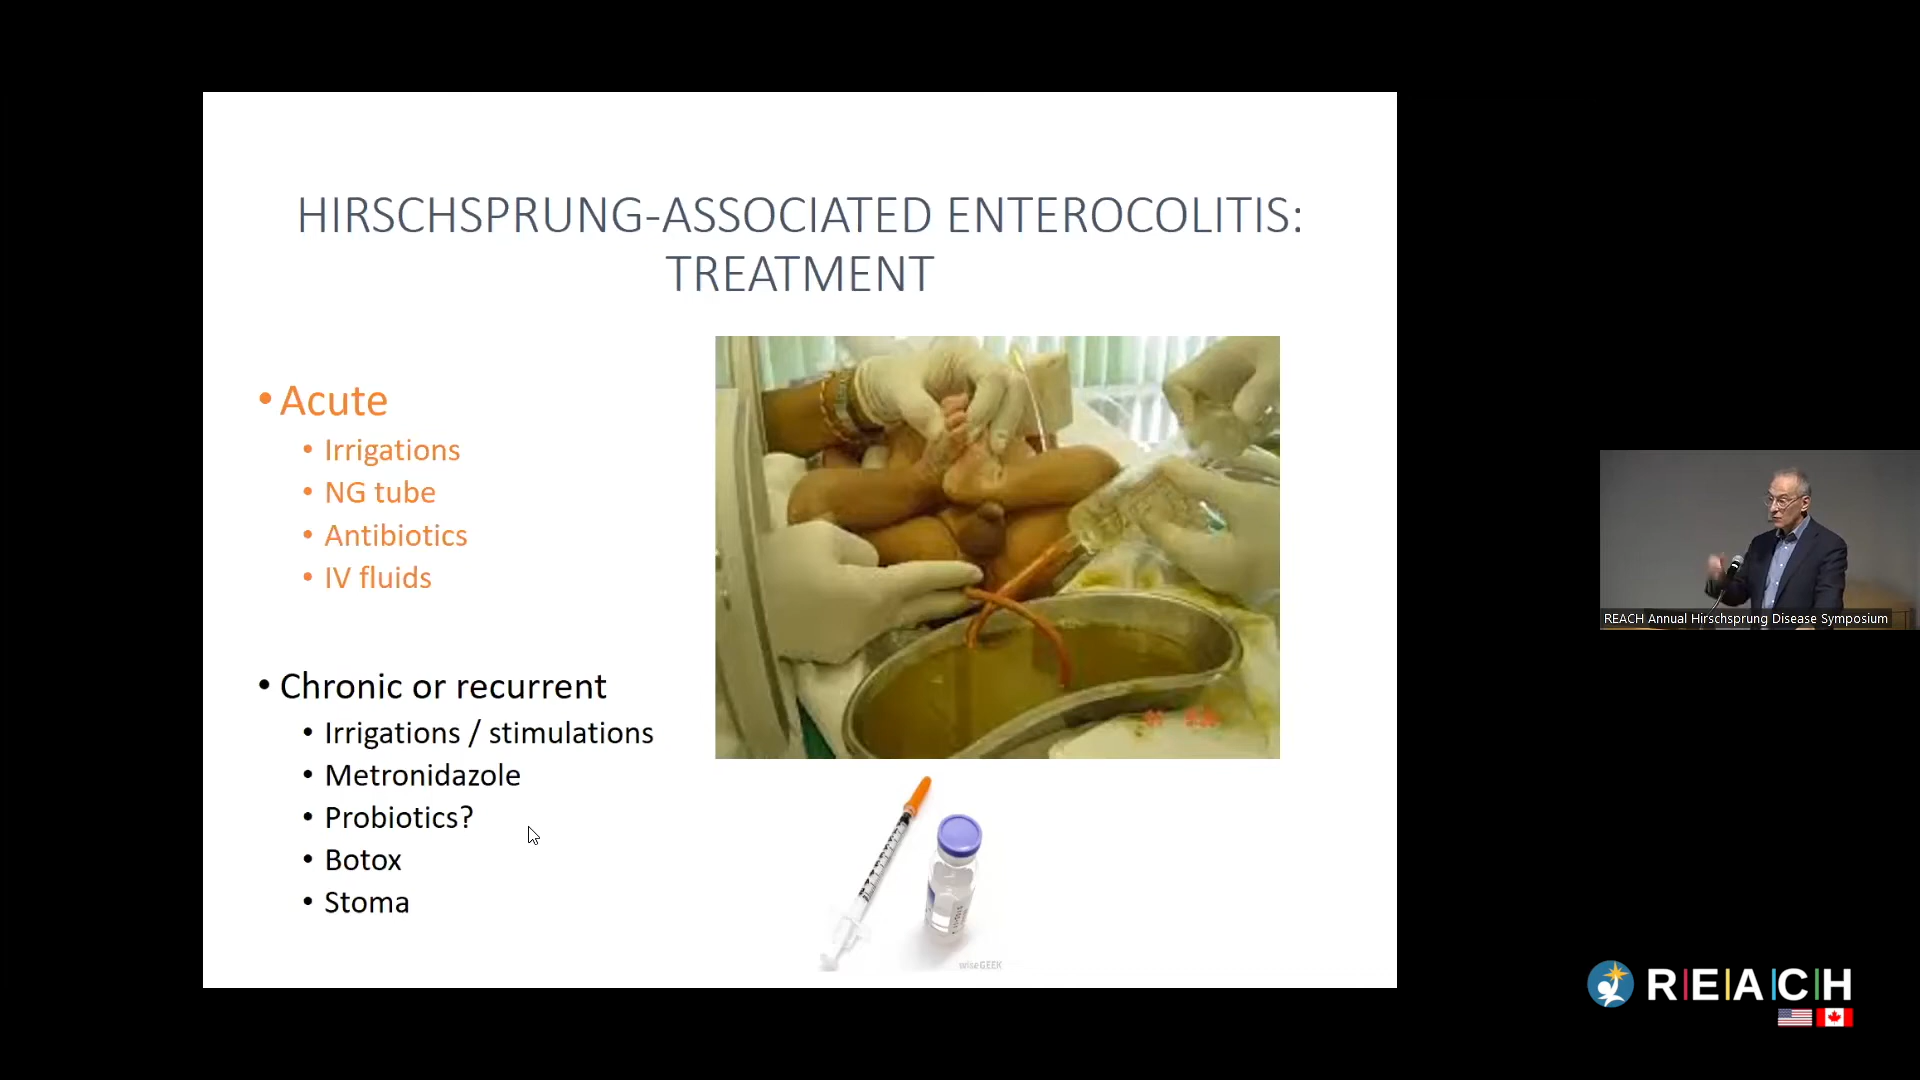 HIRSCHSPRUNG-ASSOCIATED ENTEROCOLITIS:
TREATMENT
• Acute
• Irrigations
• NG tube
• Antibiotics
• IV fluids
• Chronic or recurrent
• Irrigations / stimulations
• Metronidazole
• Probiotics?
• Botox
• Stoma
wiseGEEK
REACH Annual Hirschsprung Disease Symposium
R|E|A|C|H